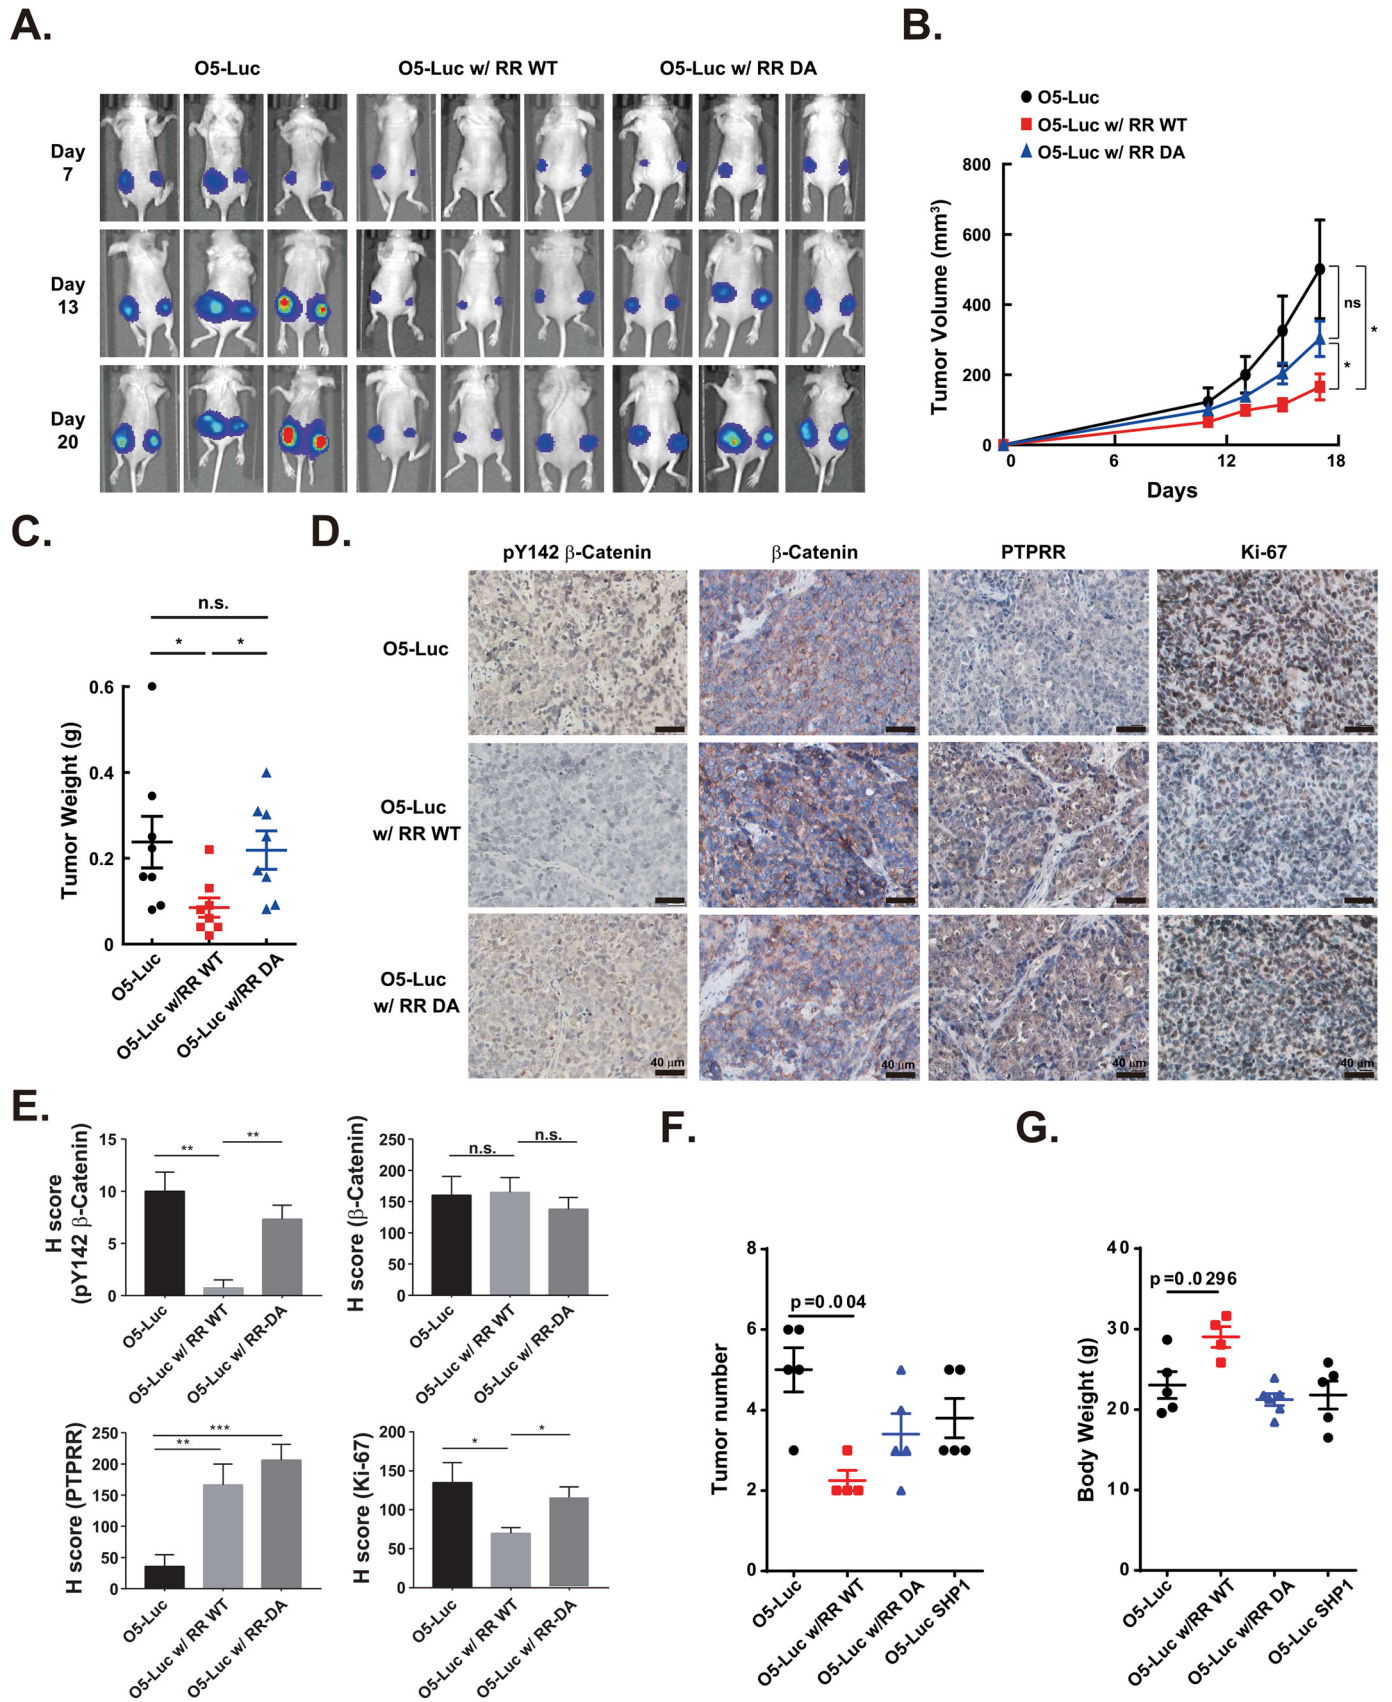 A.
O5-Luc
O5-Luc w/ RR WT
O5-Luc w/ RR DA
Day
7
Day
13
Day
20
B.
O5-Luc
O5-Luc w/ RR WT
O5-Luc w/ RR DA
Tumor Volume (mm³)
800
600
400
200
0
0
6
12
18
Days
ns
*
*
C.
n.s.
*
*
Tumor Weight (g)
0.6
0.4
0.2
0
O5-Luc
O5-Luc w/RR WT
O5-Luc w/RR DA
D.
pY142 β-Catenin
β-Catenin
PTPRR
Ki-67
O5-Luc
O5-Luc
w/ RR WT
O5-Luc
w/ RR DA
40 µm
40 µm
40 µm
40 µm
E.
H score
(pY142 β-Catenin)
15
10
5
0
**
**
O5-Luc
O5-Luc w/ RR WT
O5-Luc w/ RR-DA
H score (β-Catenin)
250
200
150
100
50
0
n.s.
n.s.
O5-Luc
O5-Luc w/ RR WT
O5-Luc w/ RR-DA
H score (PTPRR)
250
200
150
100
50
0
***
**
O5-Luc
O5-Luc w/ RR WT
O5-Luc w/ RR-DA
H score (Ki-67)
200
150
100
50
0
*
*
O5-Luc
O5-Luc w/ RR WT
O5-Luc w/ RR-DA
F.
Tumor number
8
6
4
2
0
p=0.004
O5-Luc
O5-Luc w/RR WT
O5-Luc w/RR DA
O5-Luc SHP1
G.
Body Weight (g)
40
30
20
10
0
p=0.0296
O5-Luc
O5-Luc w/RR WT
O5-Luc w/RR DA
O5-Luc SHP1